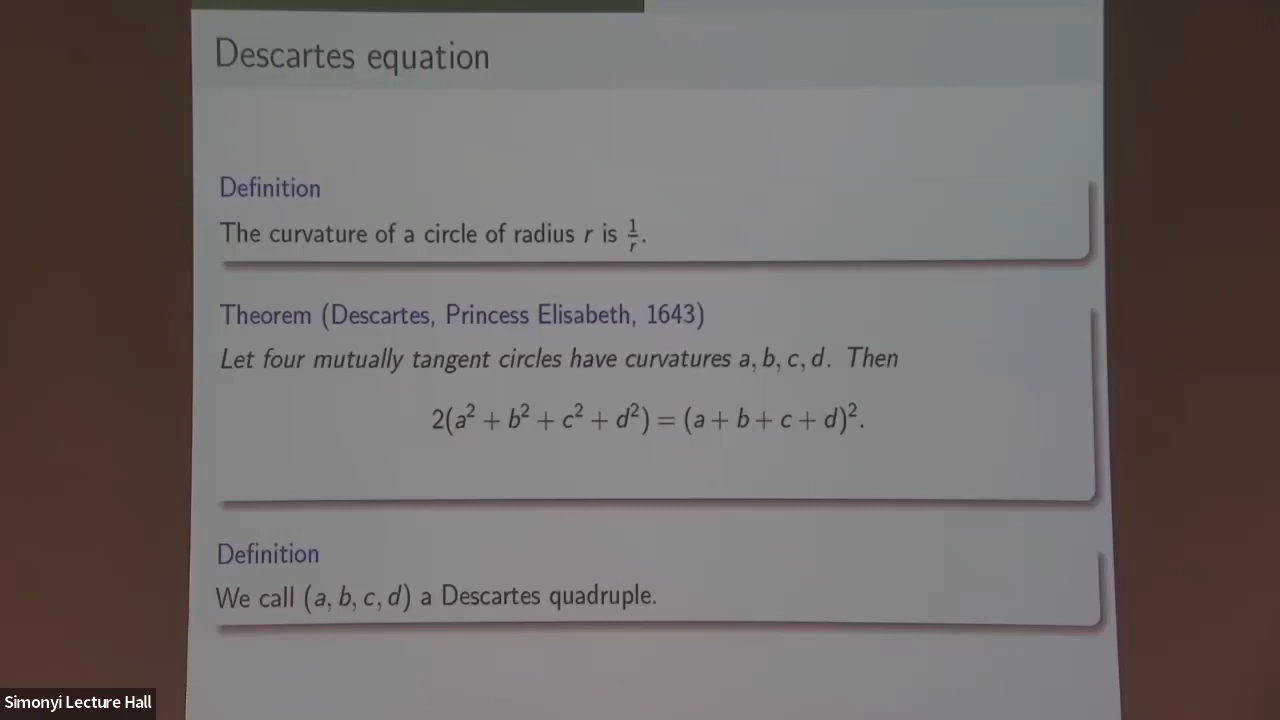 Descartes equation
Definition
The curvature of a circle of radius r is 1/r.
Theorem (Descartes, Princess Elisabeth, 1643)
Let four mutually tangent circles have curvatures a, b, c, d. Then
2(a² + b² + c² + d²) = (a + b + c + d)².
Definition
We call (a, b, c, d) a Descartes quadruple.
Simonyi Lecture Hall